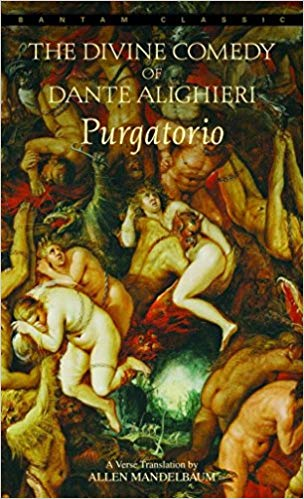 BANTAM CLASSIC
THE DIVINE COMEDY
OF
DANTE ALIGHIERI
Purgatorio
A Verse Translation by
ALLEN MANDELBAUM